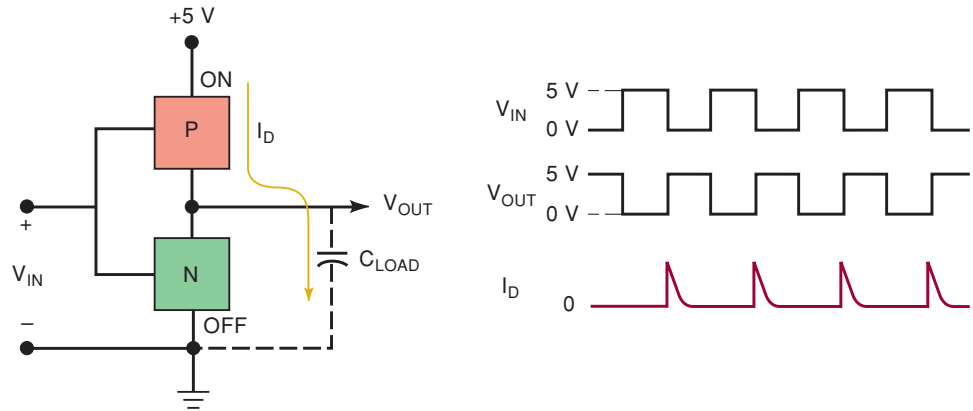 +5 V
ON
P
I_D
V_OUT
+
C_LOAD
N
V_IN
−
OFF
V_IN
5 V
0 V
V_OUT
5 V
0 V
I_D
0